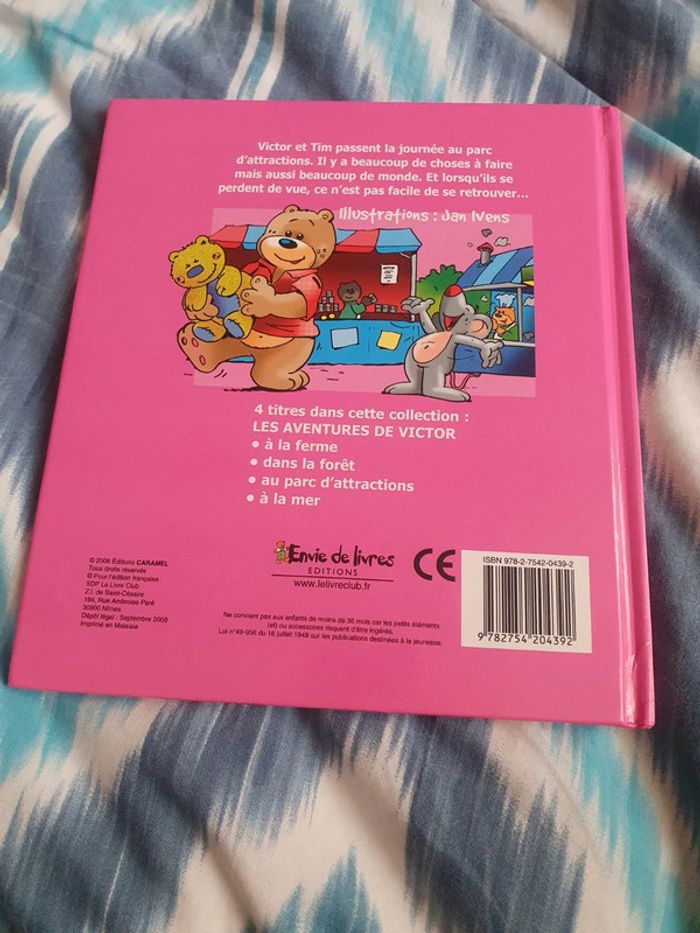 Victor et Tim passent la journée au parc
d'attractions. Il y a beaucoup de choses à faire
mais aussi beaucoup de monde. Et lorsqu'ils se
perdent de vue, ce n'est pas facile de se retrouver...
Illustrations : Jan Ivens
4 titres dans cette collection :
LES AVENTURES DE VICTOR
• à la ferme
• dans la forêt
• au parc d'attractions
• à la mer
© 2008 Éditions CARAMEL
Tous droits réservés
© Pour l'édition française :
SDP Le Livre Club
Z.I. de Saint-Césaire
184, Rue Ambroise Paré
30900 Nîmes
Dépôt légal : Septembre 2008
Imprimé en Malaisie
Envie de livres
EDITIONS
www.lelivreclub.fr
CE
Ne convient pas aux enfants de moins de 36 mois car les petits éléments
(et) ou accessoires risquent d'être ingérés.
Loi n°49-956 du 16 juillet 1949 sur les publications destinées à la jeunesse.
ISBN 978-2-7542-0439-2
9 782754 204392